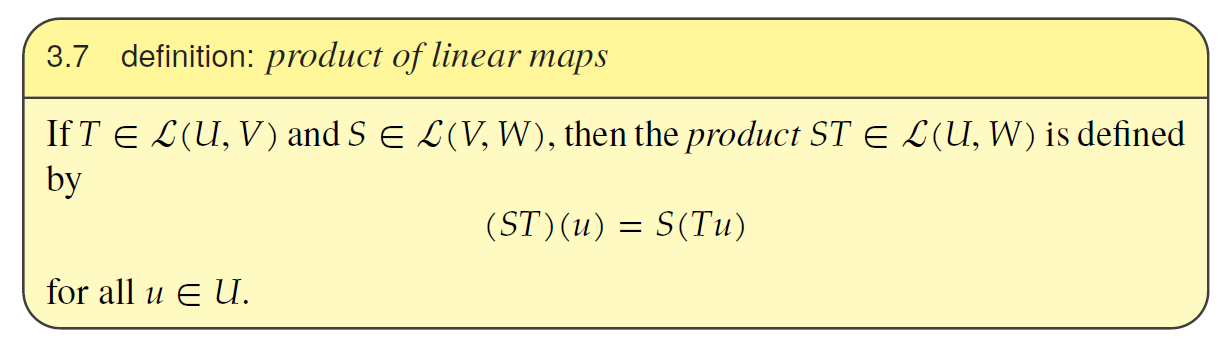 3.7 definition: product of linear maps
If T ∈ ℒ(U, V) and S ∈ ℒ(V, W), then the product ST ∈ ℒ(U, W) is defined
by
(ST)(u) = S(Tu)
for all u ∈ U.